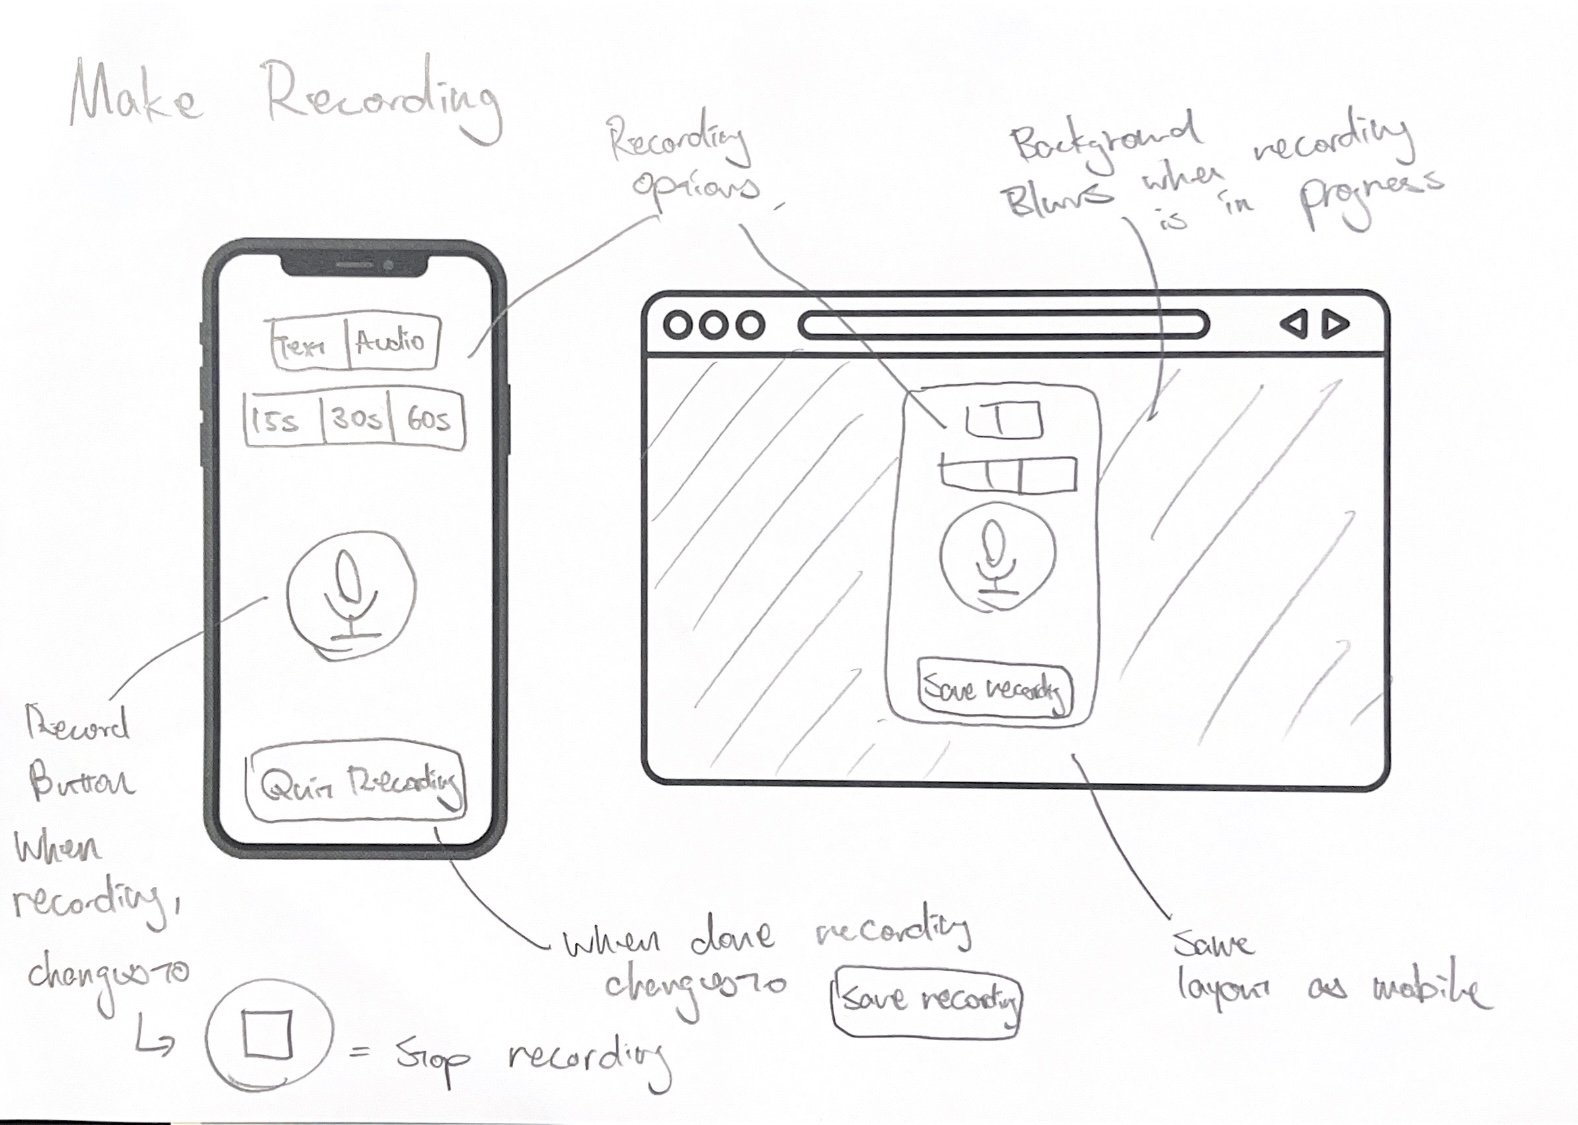 Make Recording
Recording
options
Background
Blurs when recording
is in progress
Text Audio
15s 30s 60s
Quit Recording
Save recording
Record
Button
When
recording,
changes to
= Stop recording
When done recording
changes to
Save recording
Same
layout as mobile